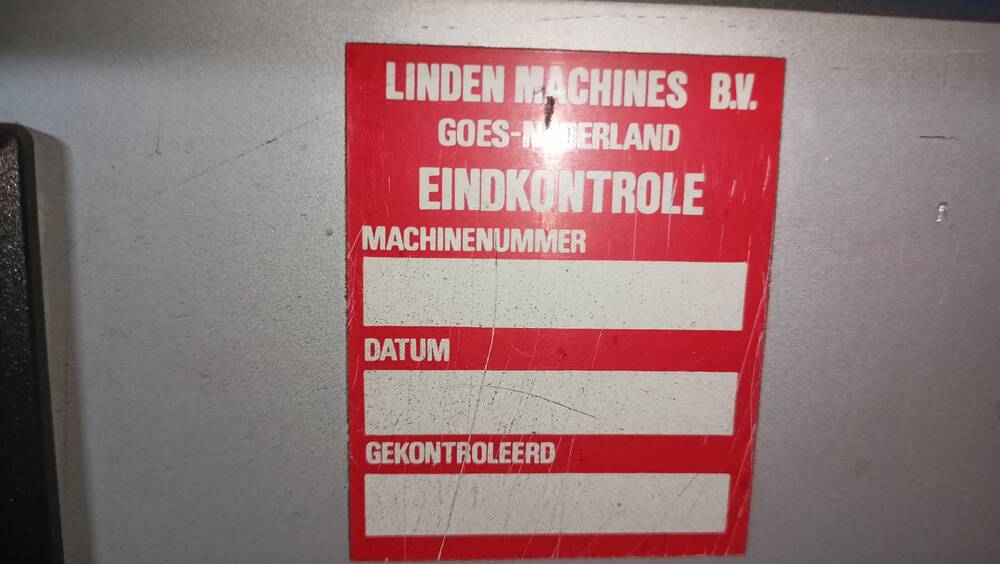 LINDEN MACHINES B.V.
GOES-NEDERLAND
EINDKONTROLE
MACHINENUMMER
DATUM
GEKONTROLEERD